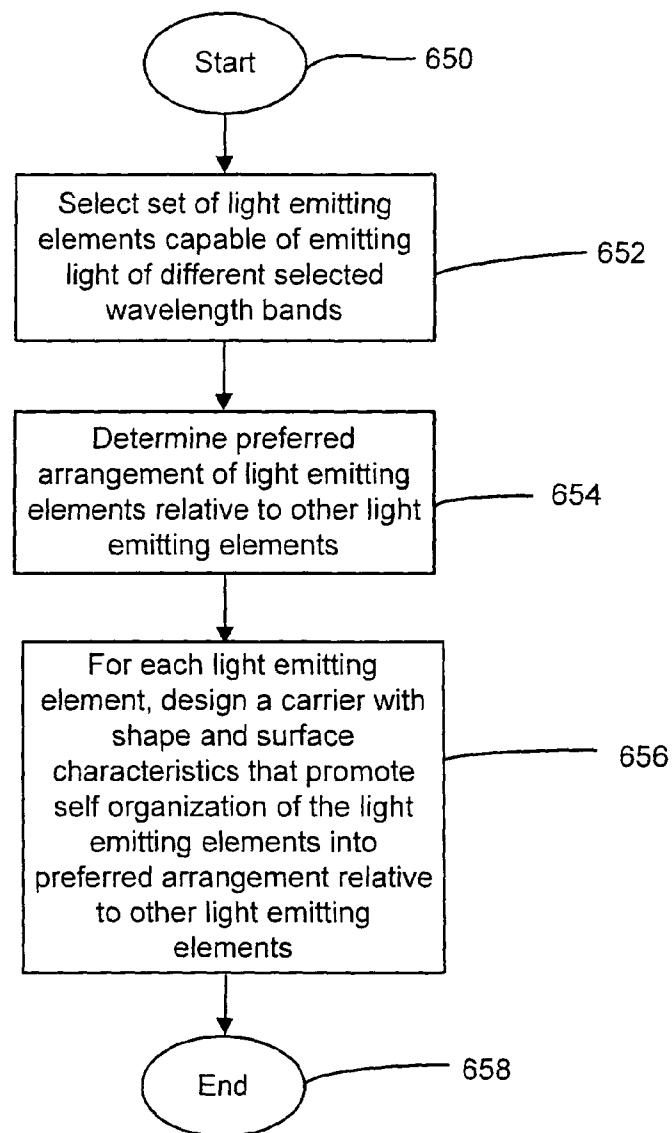 Start
650
Select set of light emitting
elements capable of emitting
light of different selected
wavelength bands
652
Determine preferred
arrangement of light emitting
elements relative to other light
emitting elements
654
For each light emitting
element, design a carrier with
shape and surface
characteristics that promote
self organization of the light
emitting elements into
preferred arrangement relative
to other light emitting
elements
656
End
658